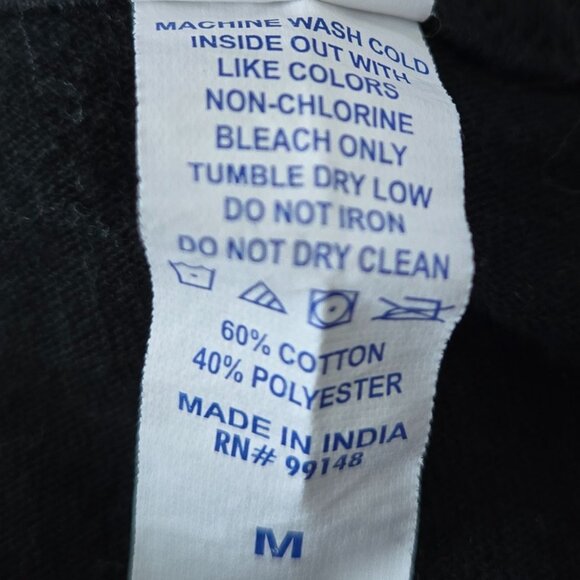 MACHINE WASH COLD
INSIDE OUT WITH
LIKE COLORS
NON-CHLORINE
BLEACH ONLY
TUMBLE DRY LOW
DO NOT IRON
DO NOT DRY CLEAN
60% COTTON
40% POLYESTER
MADE IN INDIA
RN# 99148
M